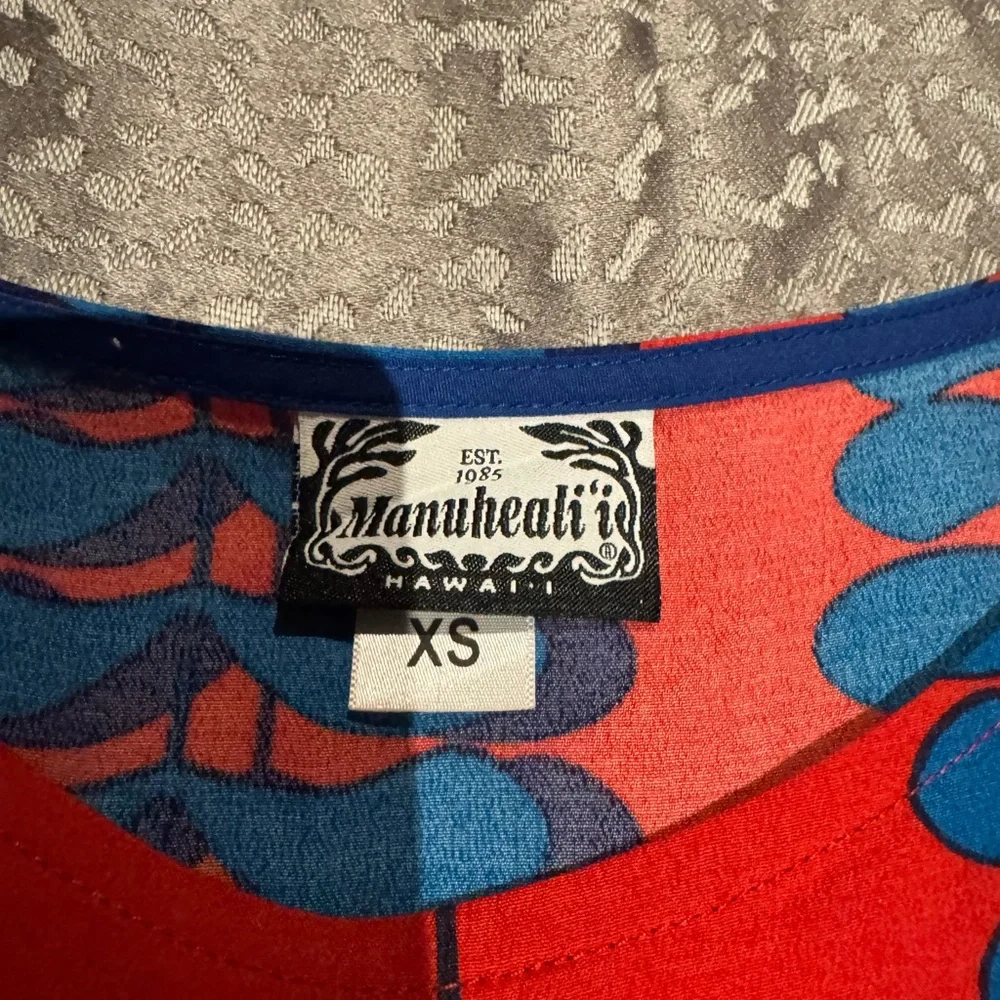 EST.
1985
Manuheali‘i
®
HAWAI‘I
XS